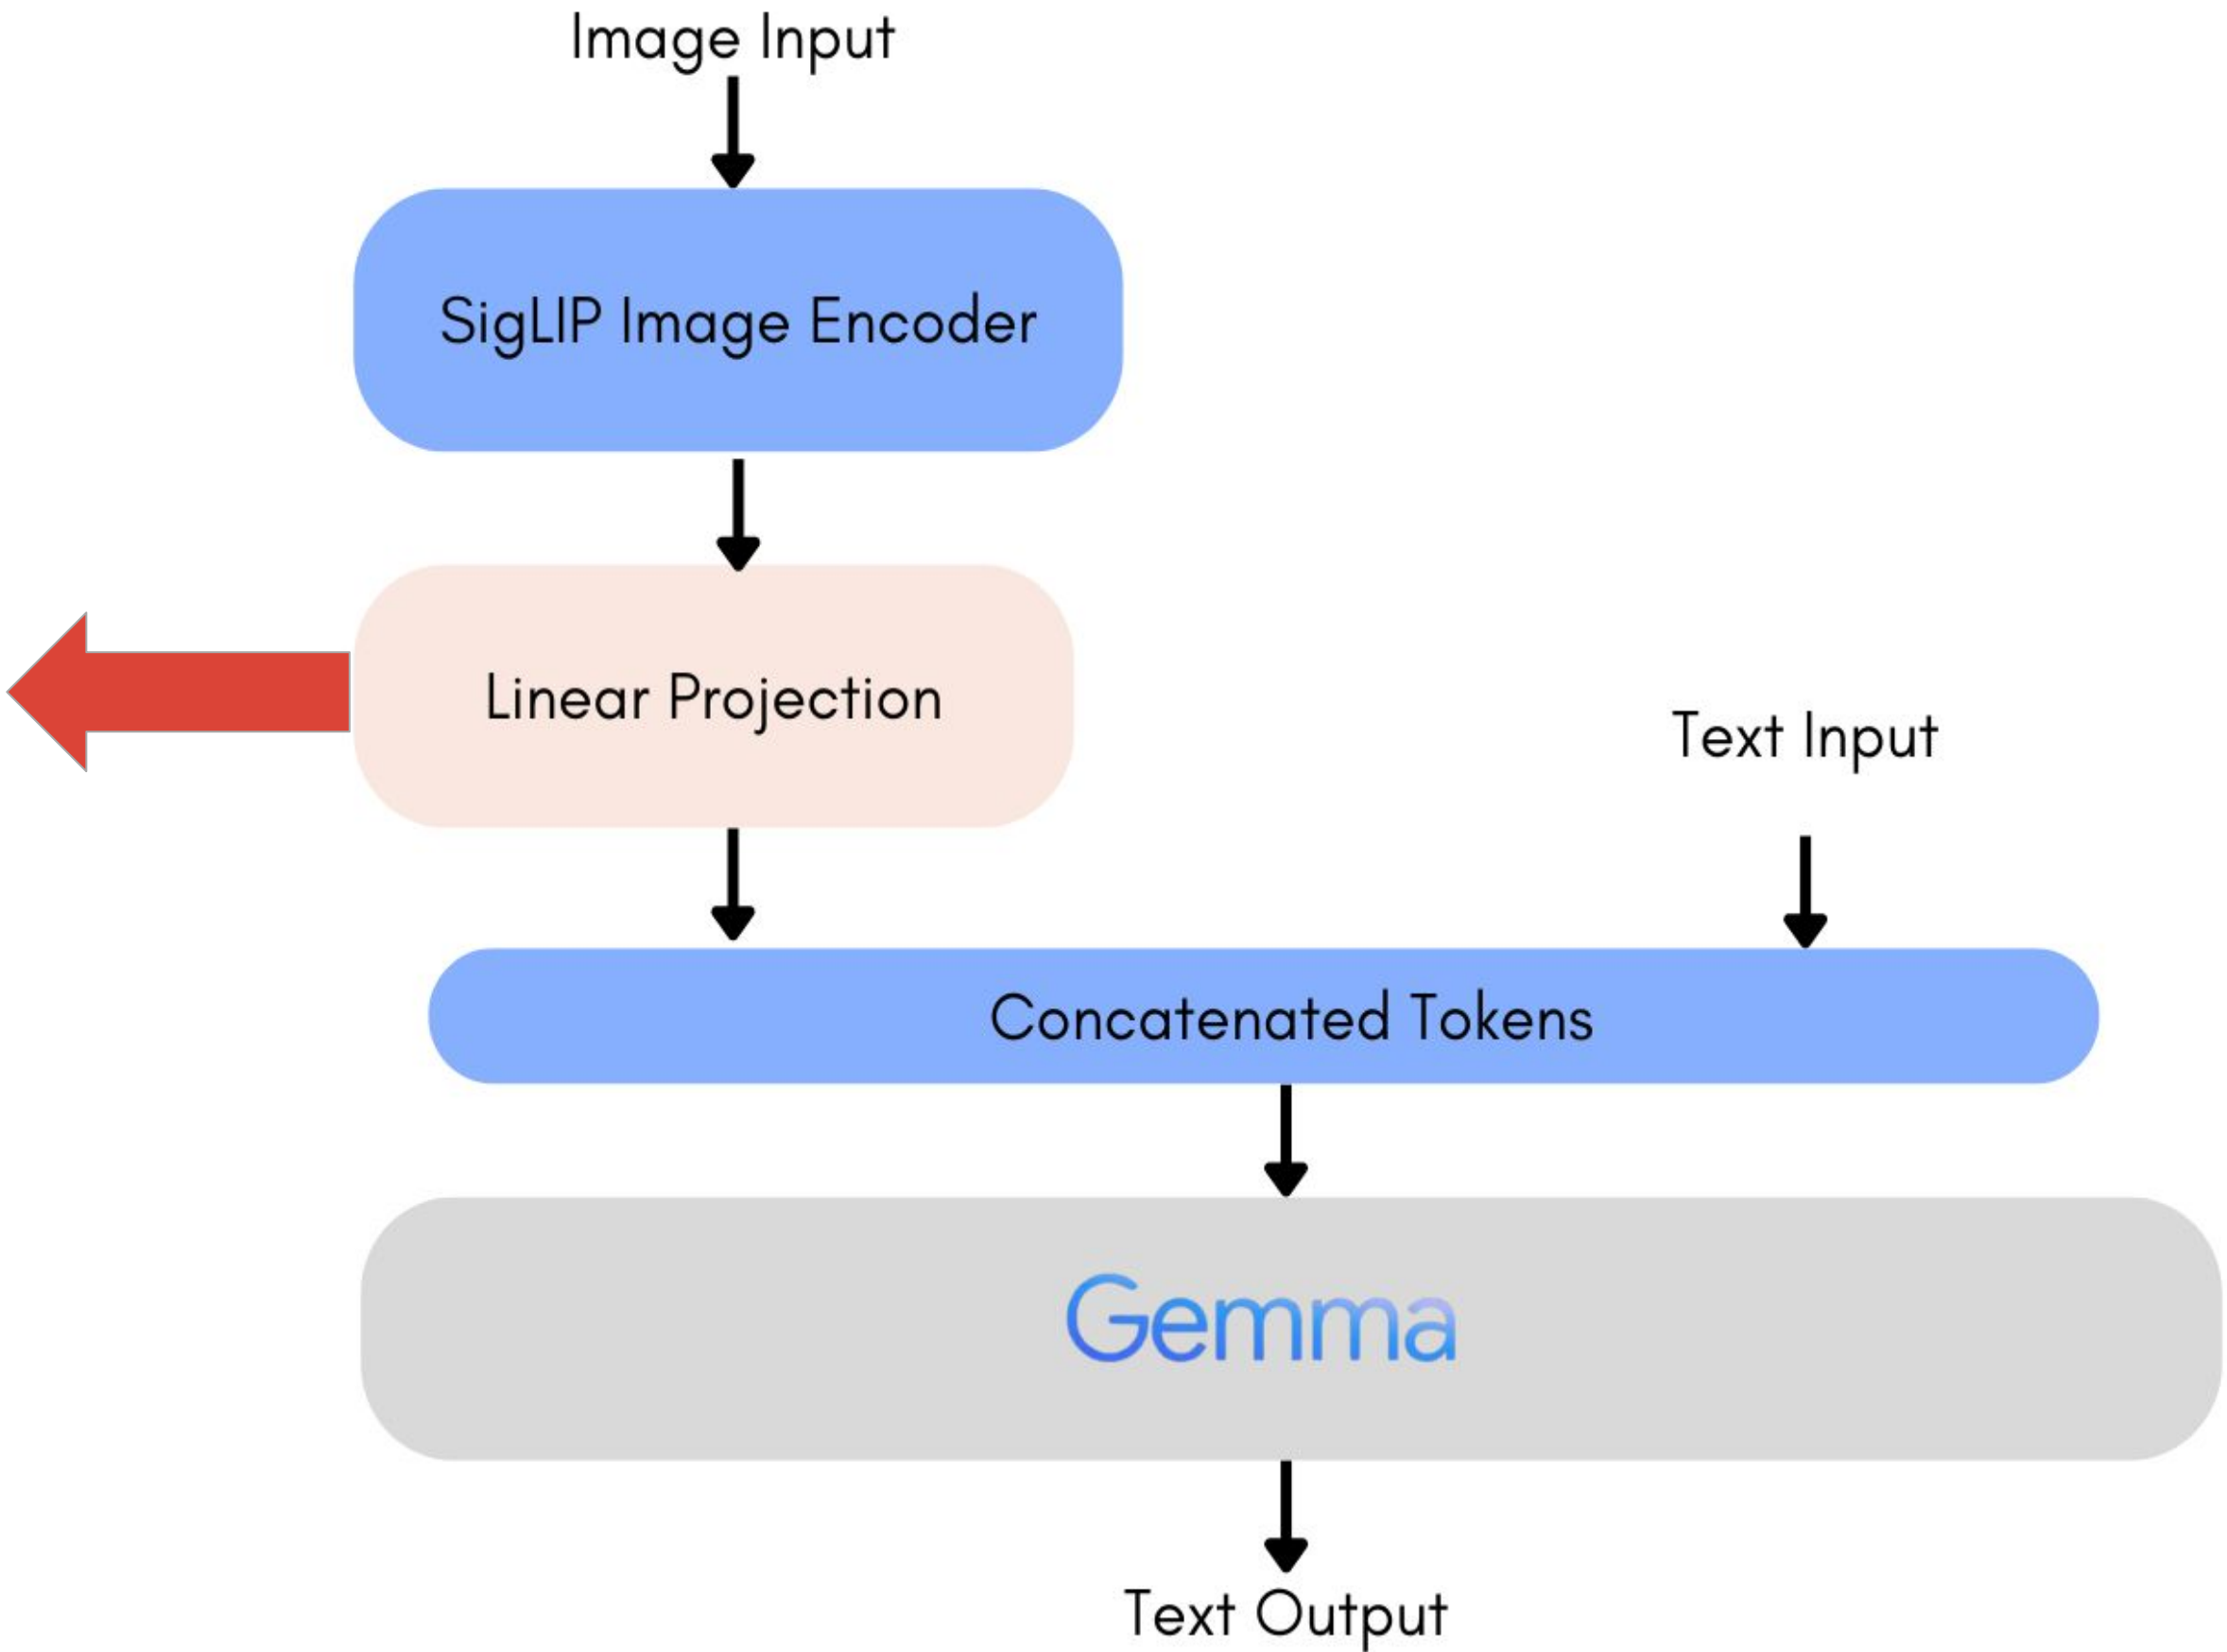 Image Input
SigLIP Image Encoder
Linear Projection
Text Input
Concatenated Tokens
Gemma
Text Output